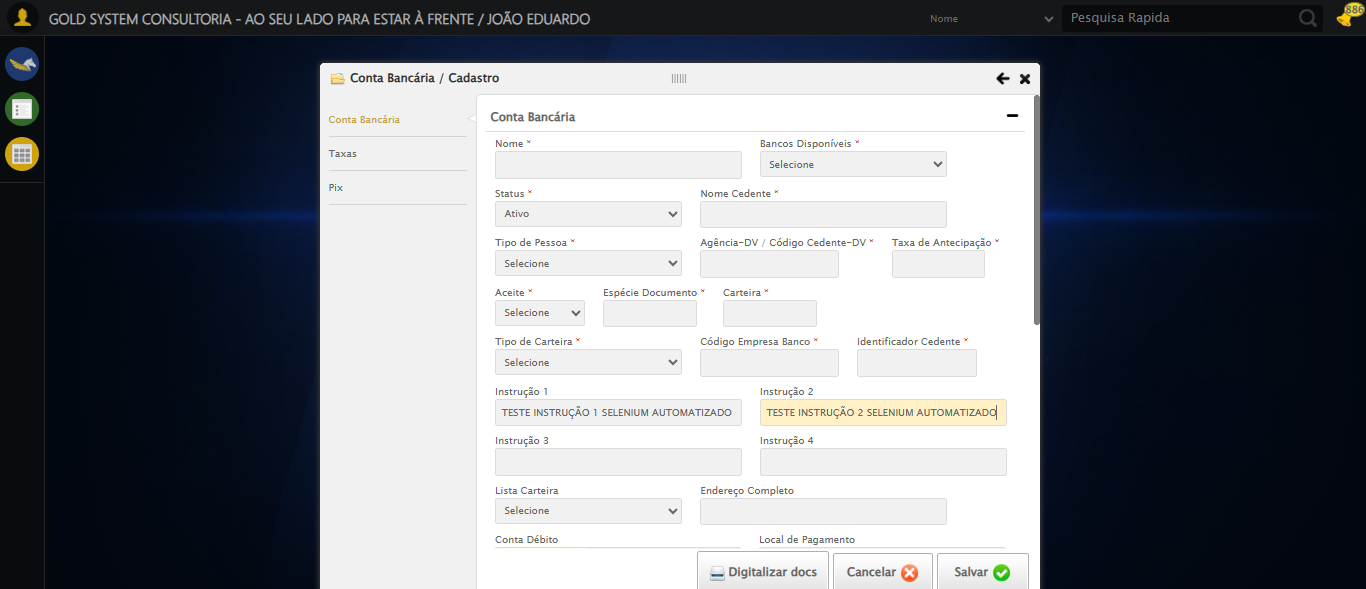 GOLD SYSTEM CONSULTORIA - AO SEU LADO PARA ESTAR À FRENTE / JOÃO EDUARDO
Nome
Pesquisa Rapida
886
Conta Bancária / Cadastro
Conta Bancária
Taxas
Pix
Conta Bancária
Nome * Bancos Disponíveis *
Selecione
Status * Nome Cedente *
Ativo
Tipo de Pessoa * Agência-DV / Código Cedente-DV * Taxa de Antecipação *
Selecione
Aceite * Espécie Documento * Carteira *
Selecione
Tipo de Carteira * Código Empresa Banco * Identificador Cedente *
Selecione
Instrução 1 Instrução 2
TESTE INSTRUÇÃO 1 SELENIUM AUTOMATIZADO TESTE INSTRUÇÃO 2 SELENIUM AUTOMATIZADO
Instrução 3 Instrução 4
Lista Carteira Endereço Completo
Selecione
Conta Débito Local de Pagamento
Digitalizar docs Cancelar Salvar